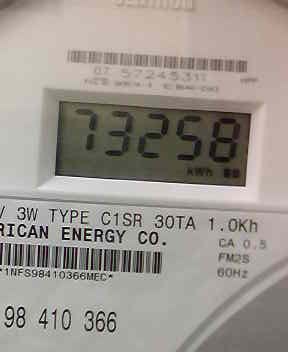 07 57245311
73258
kWh
V 3W TYPE C1SR 30TA 1.0Kh
RICAN ENERGY CO.
CA 0.5
FM2S
60Hz
*1NFS98410366MEC*
98 410 366